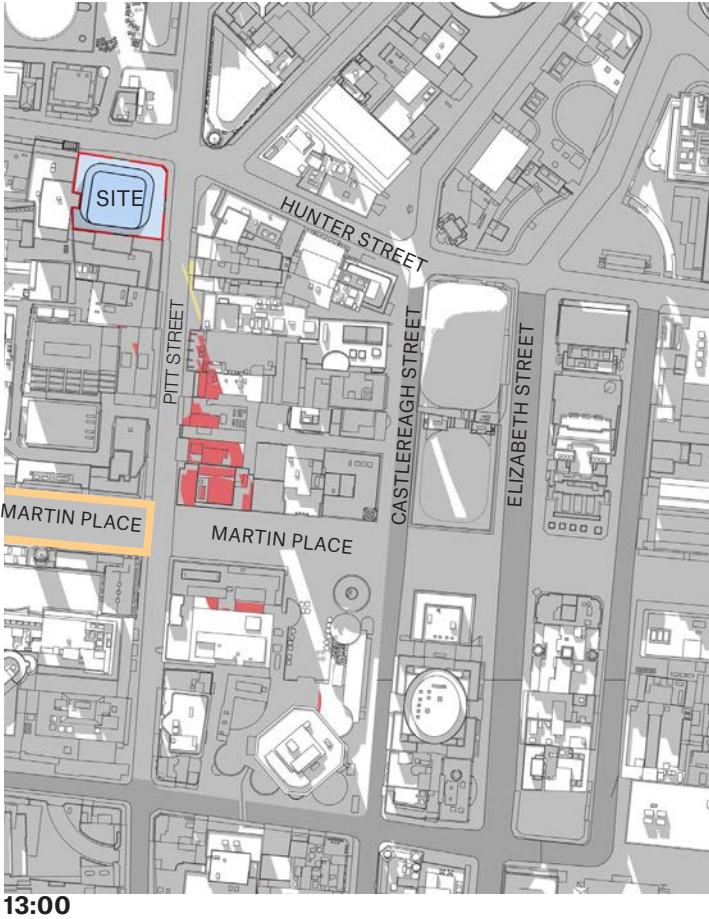 SITE
HUNTER STREET
PITT STREET
CASTLEREAGH STREET
ELIZABETH STREET
MARTIN PLACE
MARTIN PLACE
13:00